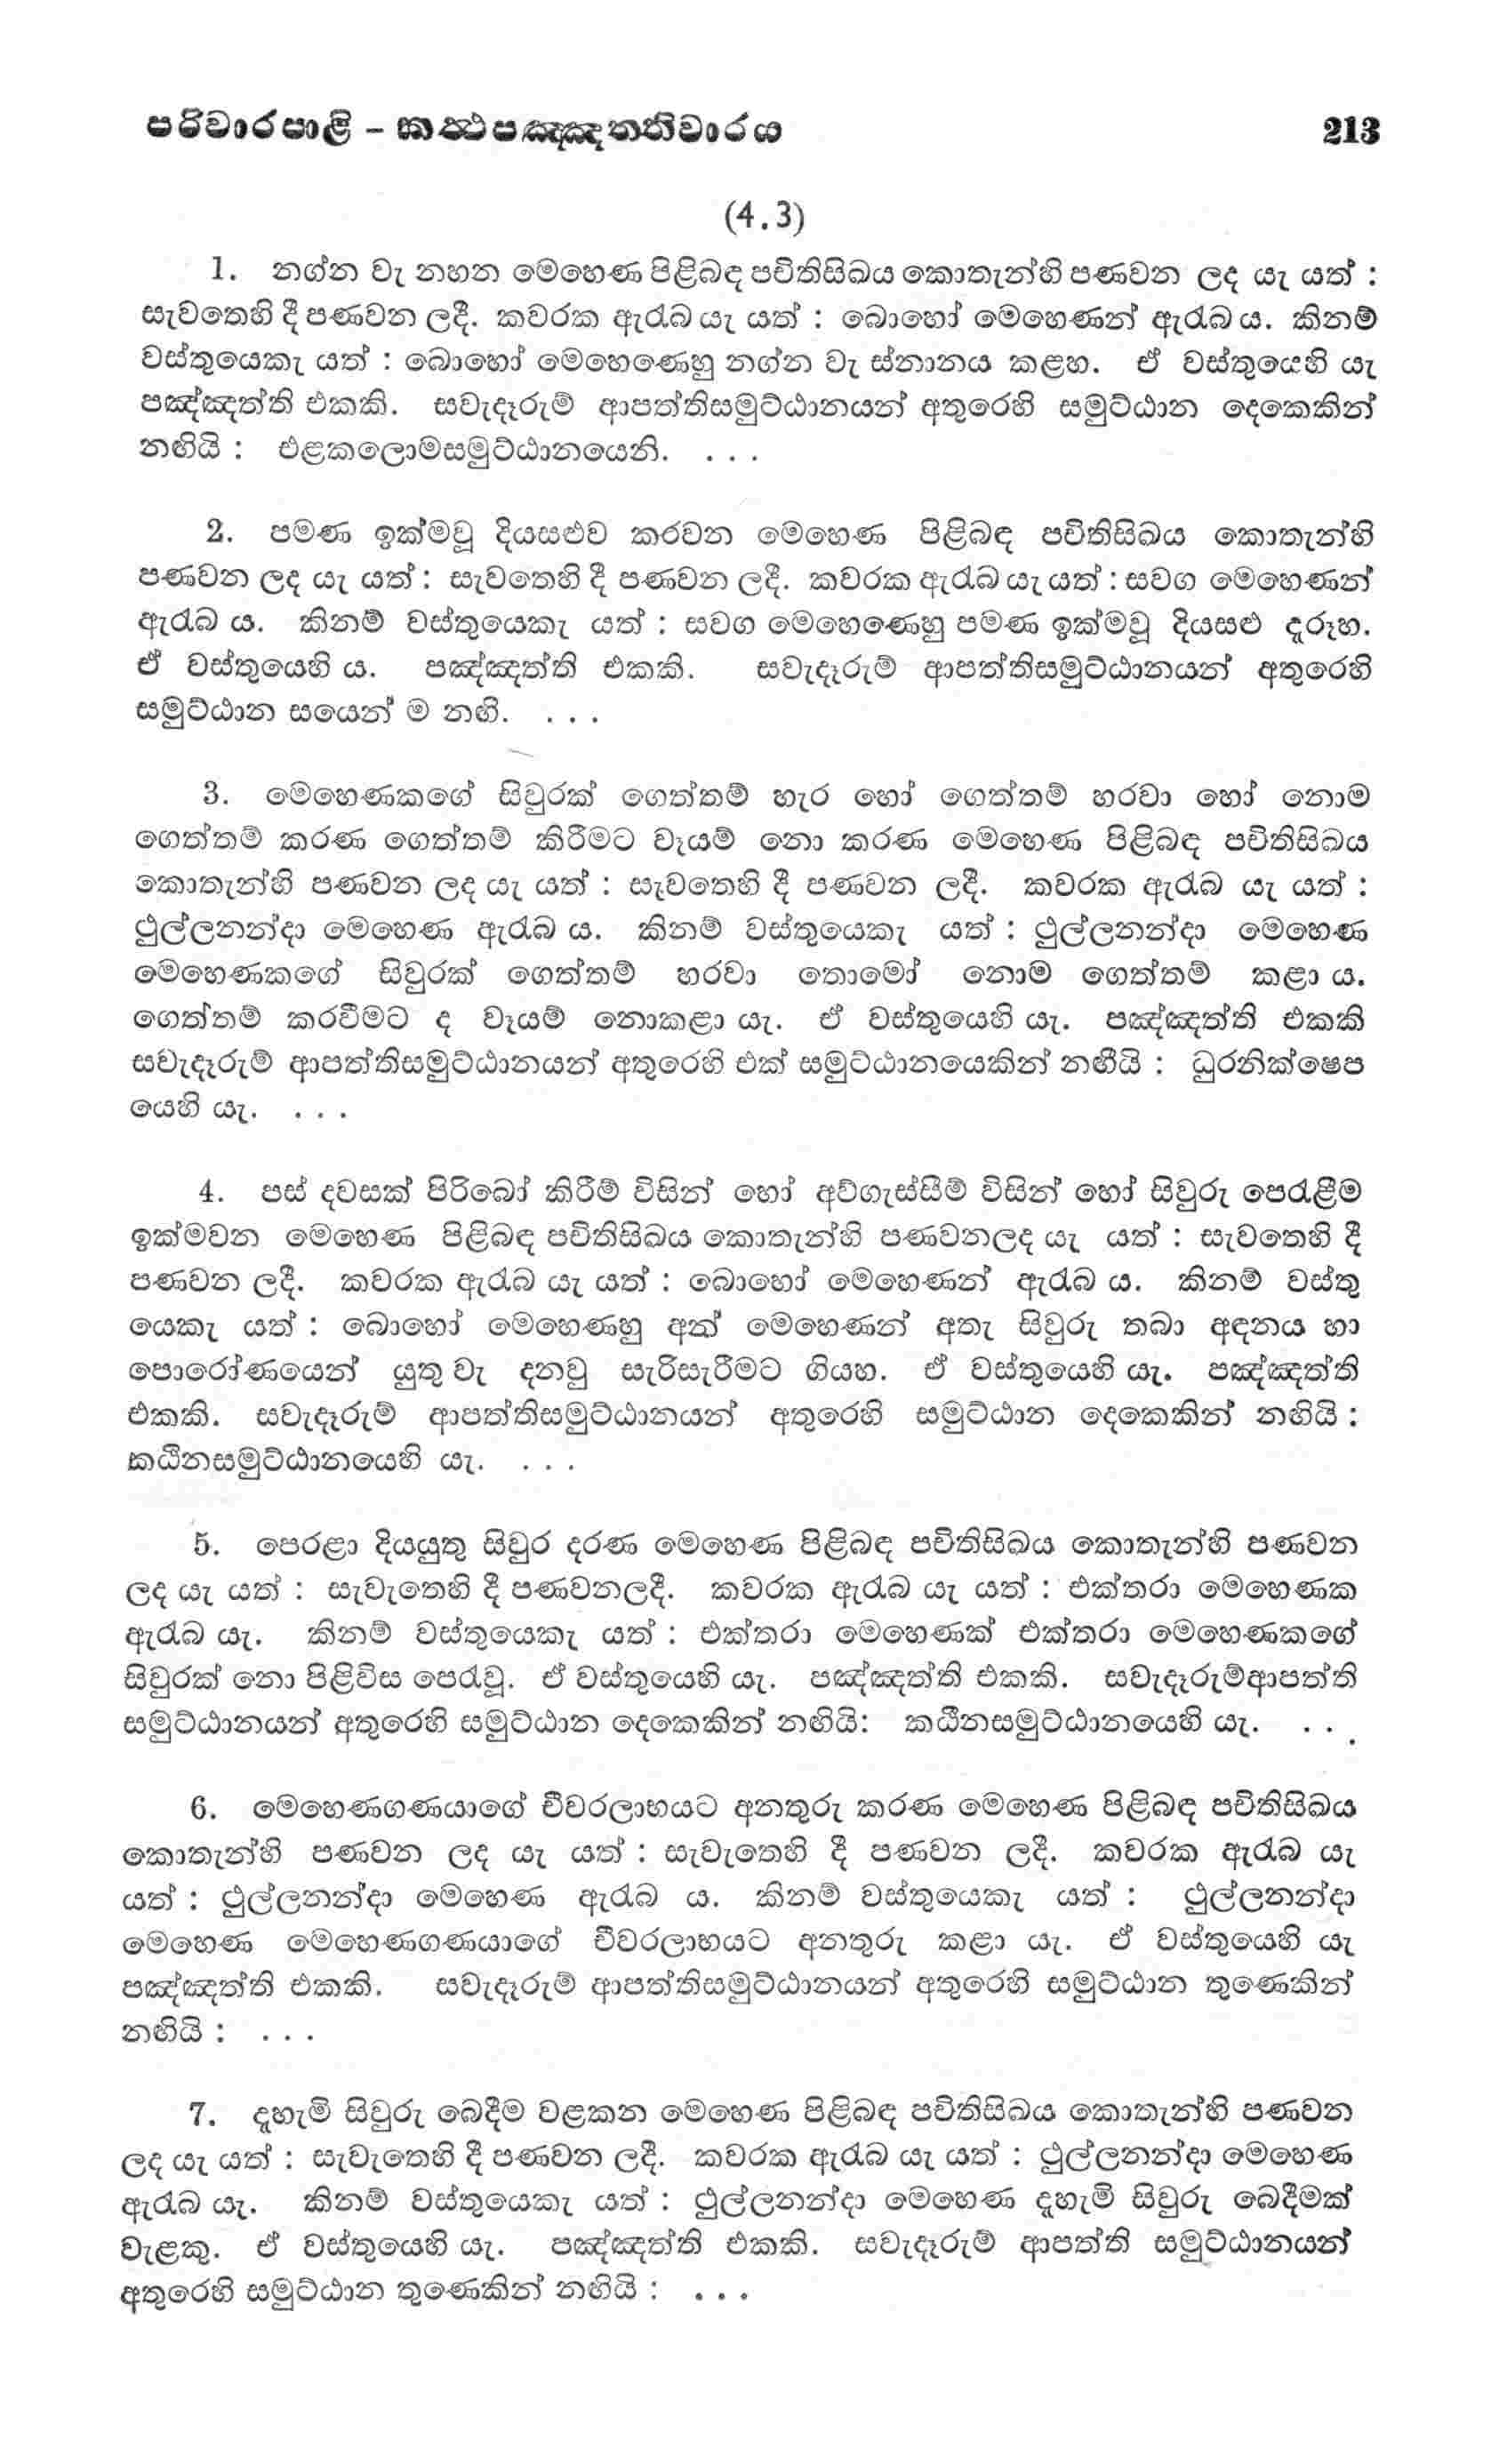 පරිවාරපාළි – කත්‍ථපඤ්ඤත්තිවාරය 213
(4.3)
1. නග්න වැ නහන මෙහෙණ පිළිබඳ පචිතිසිඛය කොතැන්හි පණවන ලද යැ යත් :
සැවතෙහි දී පණවන ලදී. කවරක ඇරැබ යැ යත් : බොහෝ මෙහෙණන් ඇරැබ ය. කිනම්
වස්තුයෙකැ යත් : බොහෝ මෙහෙණෙහු නග්න වැ ස්නානය කළහ. ඒ වස්තුයෙහි යැ
පඤ්ඤත්ති එකකි. සවැදෑරුම් ආපත්තිසමුට්ඨානයන් අතුරෙහි සමුට්ඨාන දෙකෙකින්
නඟියි : එළකලොමසමුට්ඨානයෙනි. . . .
2. පමණ ඉක්මවූ දියසළුව කරවන මෙහෙණ පිළිබඳ පචිතිසිඛය කොතැන්හි
පණවන ලද යැ යත් : සැවතෙහි දී පණවන ලදී. කවරක ඇරැබ යැ යත් : සවග මෙහෙණන්
ඇරැබ ය. කිනම් වස්තුයෙකැ යත් : සවග මෙහෙණෙහු පමණ ඉක්මවූ දියසළු දැරූහ.
ඒ වස්තුයෙහි ය. පඤ්ඤත්ති එකකි. සවැදෑරුම් ආපත්තිසමුට්ඨානයන් අතුරෙහි
සමුට්ඨාන සයෙන් ම නඟි. . . .
3. මෙහෙණකගේ සිවුරක් ගෙත්තම් හැර හෝ ගෙත්තම් හරවා හෝ නොම
ගෙත්තම් කරණ ගෙත්තම් කිරීමට වෑයම් නො කරණ මෙහෙණ පිළිබඳ පචිතිසිඛය
කොතැන්හි පණවන ලද යැ යත් : සැවතෙහි දී පණවන ලදී. කවරක ඇරැබ යැ යත් :
ථුල්ලනන්දා මෙහෙණ ඇරැබ ය. කිනම් වස්තුයෙකැ යත් : ථුල්ලනන්දා මෙහෙණ
මෙහෙණකගේ සිවුරක් ගෙත්තම් හරවා තොමෝ නොම ගෙත්තම් කළා ය.
ගෙත්තම් කරවීමට ද වෑයම් නොකළා යැ. ඒ වස්තුයෙහි යැ. පඤ්ඤත්ති එකකි
සවැදෑරුම් ආපත්තිසමුට්ඨානයන් අතුරෙහි එක් සමුට්ඨානයෙකින් නඟීයි : ධුරනික්ෂෙප
යෙහි යැ. . . .
4. පස් දවසක් පිරිබෝ කිරීම් විසින් හෝ අව්ගැස්සීම් විසින් හෝ සිවුරු පෙරැළීම
ඉක්මවන මෙහෙණ පිළිබඳ පචිතිසිඛය කොතැන්හි පණවනලද යැ යත් : සැවතෙහි දී
පණවන ලදී. කවරක ඇරැබ යැ යත් : බොහෝ මෙහෙණන් ඇරැබ ය. කිනම් වස්තු
යෙකැ යත් : බොහෝ මෙහෙණහු අන් මෙහෙණන් අතැ සිවුරු තබා අඳනය හා
පොරෝණයෙන් යුතු වැ දනවු සැරිසැරීමට ගියහ. ඒ වස්තුයෙහි යැ. පඤ්ඤත්ති
එකකි. සවැදෑරුම් ආපත්තිසමුට්ඨානයන් අතුරෙහි සමුට්ඨාන දෙකෙකින් නඟියි :
කඨිනසමුට්ඨානයෙහි යැ. . . .
5. පෙරළා දියයුතු සිවුර දරණ මෙහෙණ පිළිබඳ පචිතිසිඛය කොතැන්හි පණවන
ලද යැ යත් : සැවැතෙහි දී පණවනලදී. කවරක ඇරැබ යැ යත් : එක්තරා මෙහෙණක
ඇරැබ යැ. කිනම් වස්තුයෙකැ යත් : එක්තරා මෙහෙණක් එක්තරා මෙහෙණකගේ
සිවුරක් නො පිළිවිස පෙරැවූ. ඒ වස්තුයෙහි යැ. පඤ්ඤත්ති එකකි. සවැදෑරුම්ආපත්ති
සමුට්ඨානයන් අතුරෙහි සමුට්ඨාන දෙකෙකින් නඟියි: කඨීනසමුට්ඨානයෙහි යැ. . . .
6. මෙහෙණගණයාගේ චීවරලාභයට අනතුරු කරණ මෙහෙණ පිළිබඳ පචිතිසිඛය
කොතැන්හි පණවන ලද යැ යත් : සැවැතෙහි දී පණවන ලදී. කවරක ඇරැබ යැ
යත් : ථුල්ලනන්දා මෙහෙණ ඇරැබ ය. කිනම් වස්තුයෙකැ යත් : ථුල්ලනන්දා
මෙහෙණ මෙහෙණගණයාගේ චීවරලාභයට අනතුරු කළා යැ. ඒ වස්තුයෙහි යැ
පඤ්ඤත්ති එකකි. සවැදෑරුම් ආපත්තිසමුට්ඨානයන් අතුරෙහි සමුට්ඨාන තුණෙකින්
නඟියි : . . .
7. දැහැමි සිවුරු බෙදීම වළකන මෙහෙණ පිළිබඳ පචිතිසිඛය කොතැන්හි පණවන
ලද යැ යත් : සැවැතෙහි දී පණවන ලදී. කවරක ඇරැබ යැ යත් : ථුල්ලනන්දා මෙහෙණ
ඇරැබ යැ. කිනම් වස්තුයෙකැ යත් : ථුල්ලනන්දා මෙහෙණ දැහැමි සිවුරු බෙදීමක්
වැළකූ. ඒ වස්තුයෙහි යැ. පඤ්ඤත්ති එකකි. සවැදෑරුම් ආපත්ති සමුට්ඨානයන්
අතුරෙහි සමුට්ඨාන තුණෙකින් නඟියි : . . .